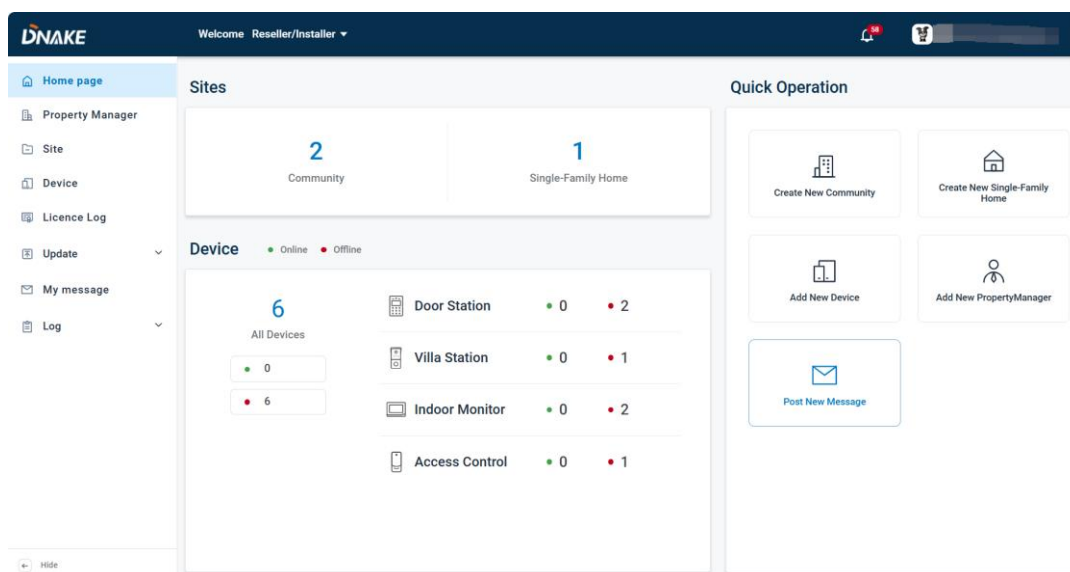 DNAKE
Welcome Reseller/Installer
58
Home page
Property Manager
Site
Device
Licence Log
Update
My message
Log
Hide
Sites
2
Community
1
Single-Family Home
Device
Online
Offline
6
All Devices
0
6
Door Station 0 2
Villa Station 0 1
Indoor Monitor 0 2
Access Control 0 1
Quick Operation
Create New Community
Create New Single-Family
Home
Add New Device
Add New PropertyManager
Post New Message